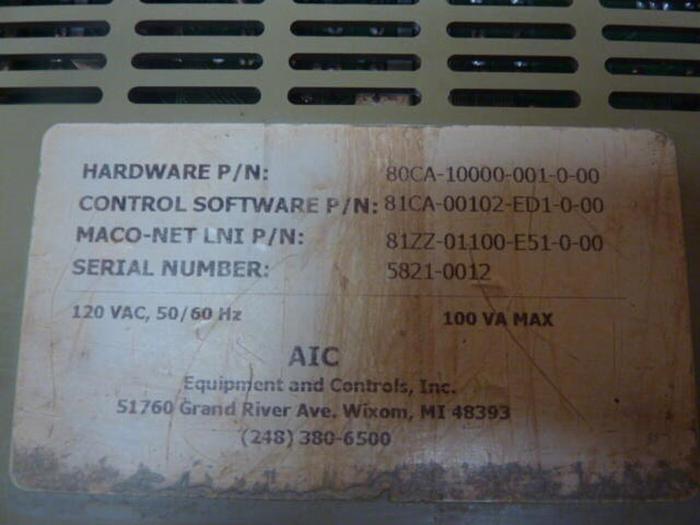 HARDWARE P/N: 80CA-10000-001-0-00
CONTROL SOFTWARE P/N: 81CA-00102-ED1-0-00
MACO-NET LNI P/N: 81ZZ-01100-E51-0-00
SERIAL NUMBER: 5821-0012
120 VAC, 50/60 Hz 100 VA MAX
AIC
Equipment and Controls, Inc.
51760 Grand River Ave. Wixom, MI 48393
(248) 380-6500